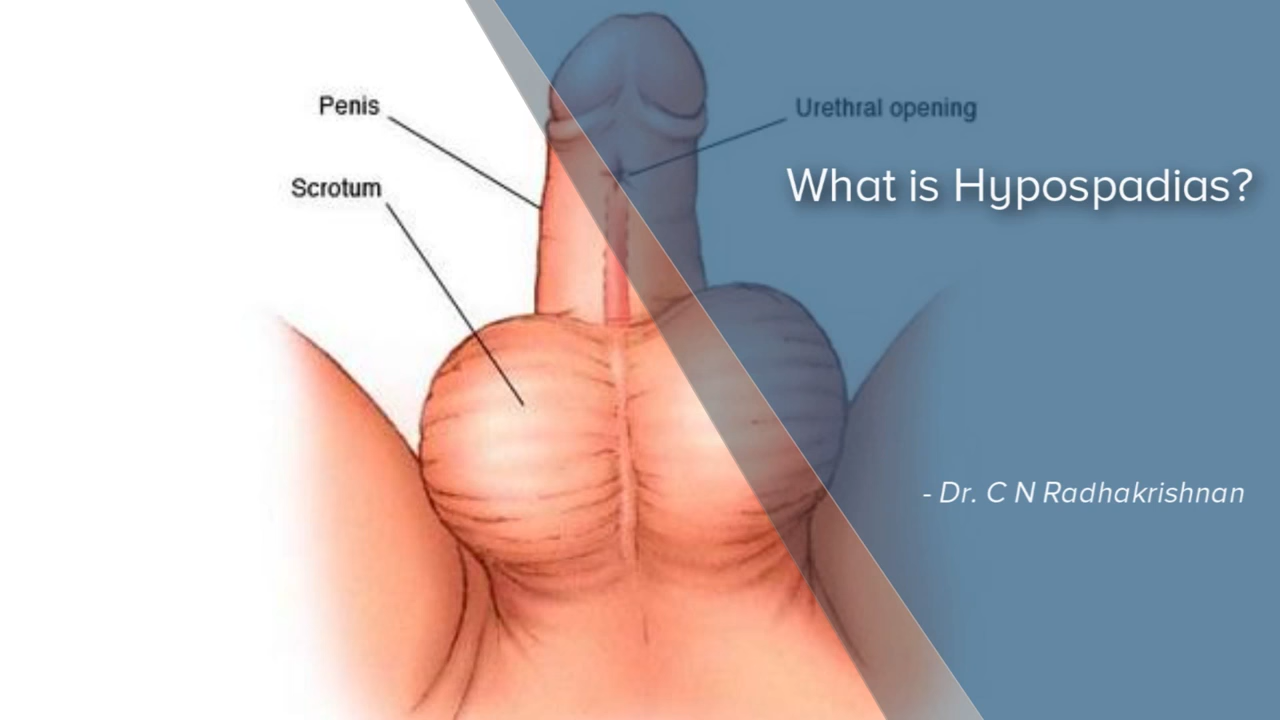 Penis
Scrotum
Urethral opening
What is Hypospadias?
- Dr. C N Radhakrishnan